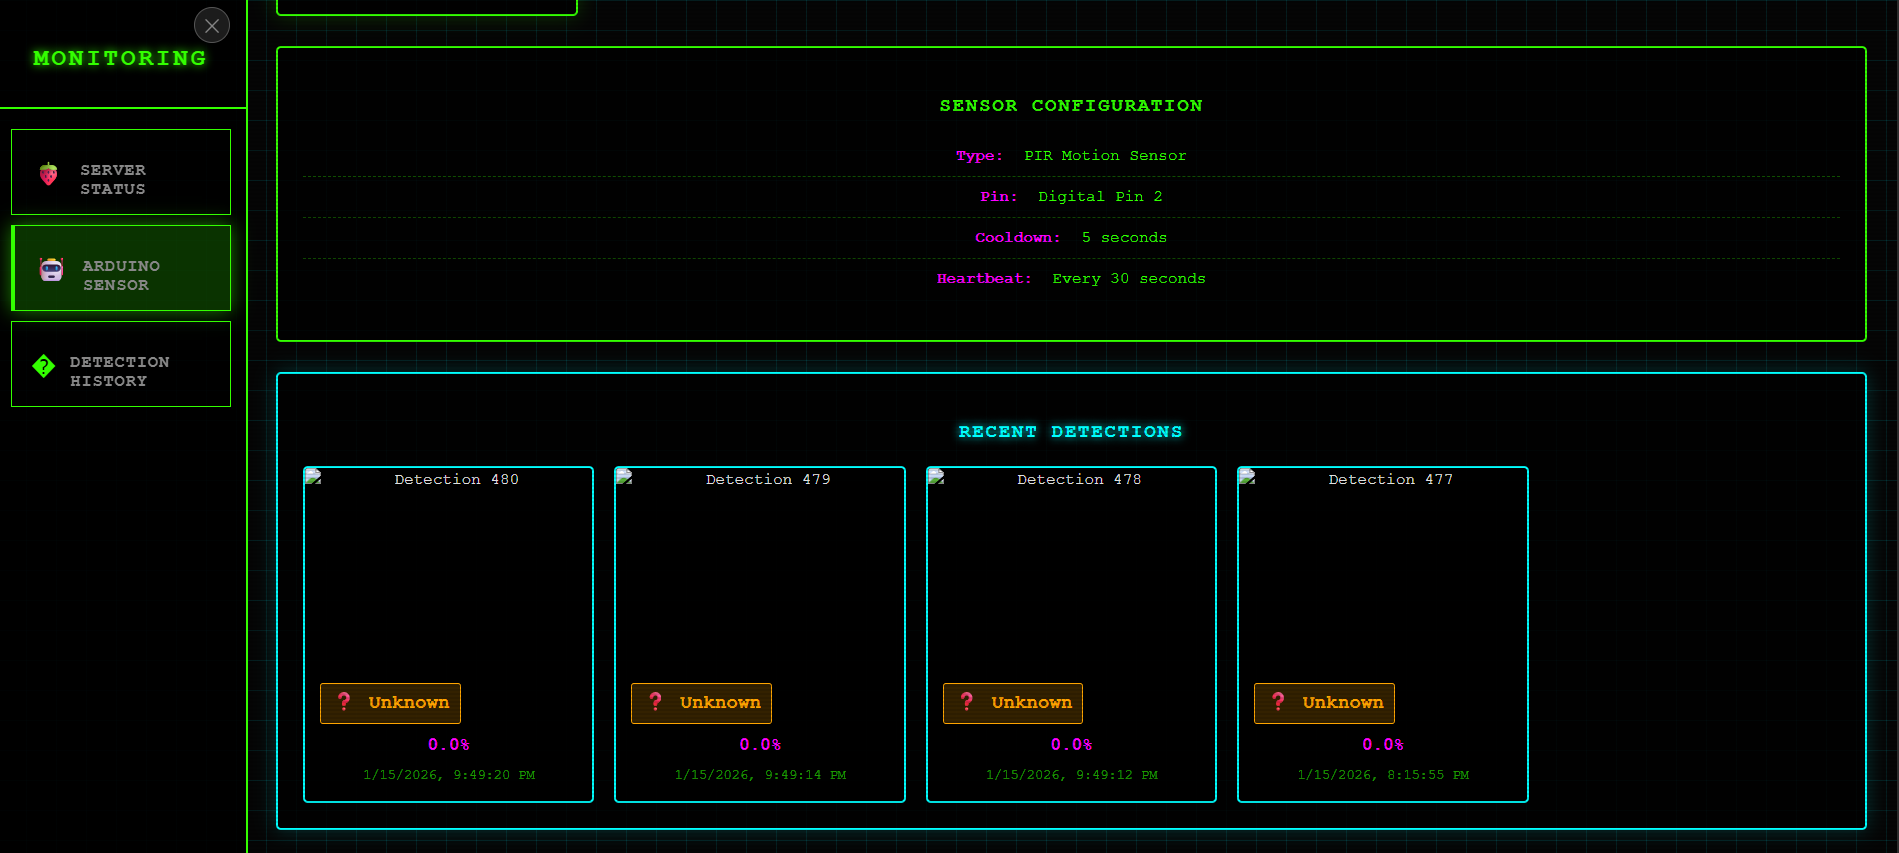 MONITORING
SERVER
STATUS
ARDUINO
SENSOR
DETECTION
HISTORY
SENSOR CONFIGURATION
Type: PIR Motion Sensor
Pin: Digital Pin 2
Cooldown: 5 seconds
Heartbeat: Every 30 seconds
RECENT DETECTIONS
Detection 480
❓ Unknown
0.0%
1/15/2026, 9:49:20 PM
Detection 479
❓ Unknown
0.0%
1/15/2026, 9:49:14 PM
Detection 478
❓ Unknown
0.0%
1/15/2026, 9:49:12 PM
Detection 477
❓ Unknown
0.0%
1/15/2026, 8:15:55 PM